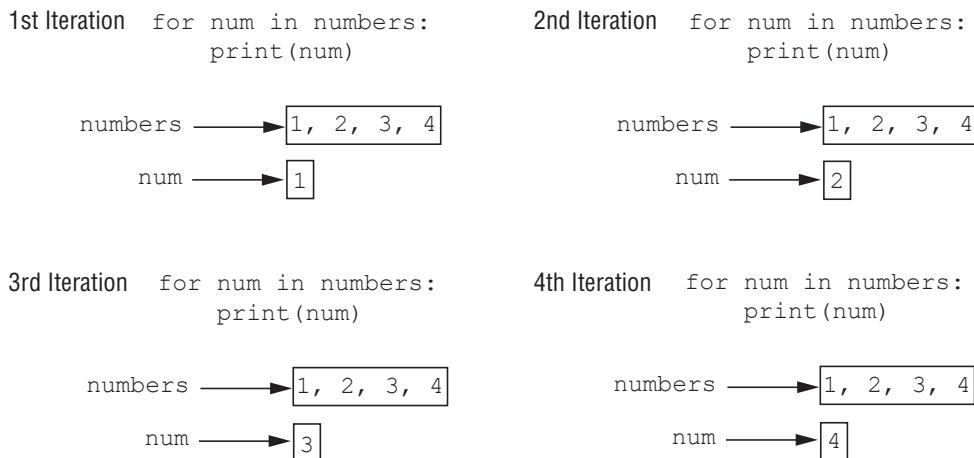 1st Iteration for num in numbers:
print(num)
numbers 1, 2, 3, 4
num 1
2nd Iteration for num in numbers:
print(num)
numbers 1, 2, 3, 4
num 2
3rd Iteration for num in numbers:
print(num)
numbers 1, 2, 3, 4
num 3
4th Iteration for num in numbers:
print(num)
numbers 1, 2, 3, 4
num 4